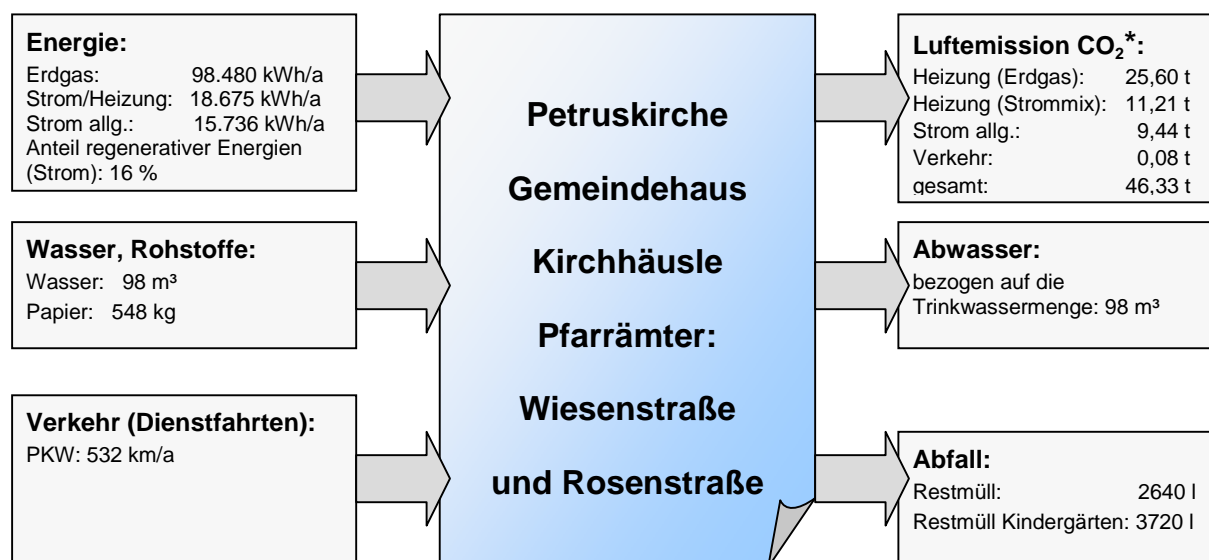 Energie:
Erdgas: 98.480 kWh/a
Strom/Heizung: 18.675 kWh/a
Strom allg.: 15.736 kWh/a
Anteil regenerativer Energien
(Strom): 16 %
Wasser, Rohstoffe:
Wasser: 98 m³
Papier: 548 kg
Verkehr (Dienstfahrten):
PKW: 532 km/a
Petruskirche
Gemeindehaus
Kirchhäusle
Pfarrämter:
Wiesenstraße
und Rosenstraße
Luftemission CO₂*:
Heizung (Erdgas): 25,60 t
Heizung (Strommix): 11,21 t
Strom allg.: 9,44 t
Verkehr: 0,08 t
gesamt: 46,33 t
Abwasser:
bezogen auf die
Trinkwassermenge: 98 m³
Abfall:
Restmüll: 2640 l
Restmüll Kindergärten: 3720 l